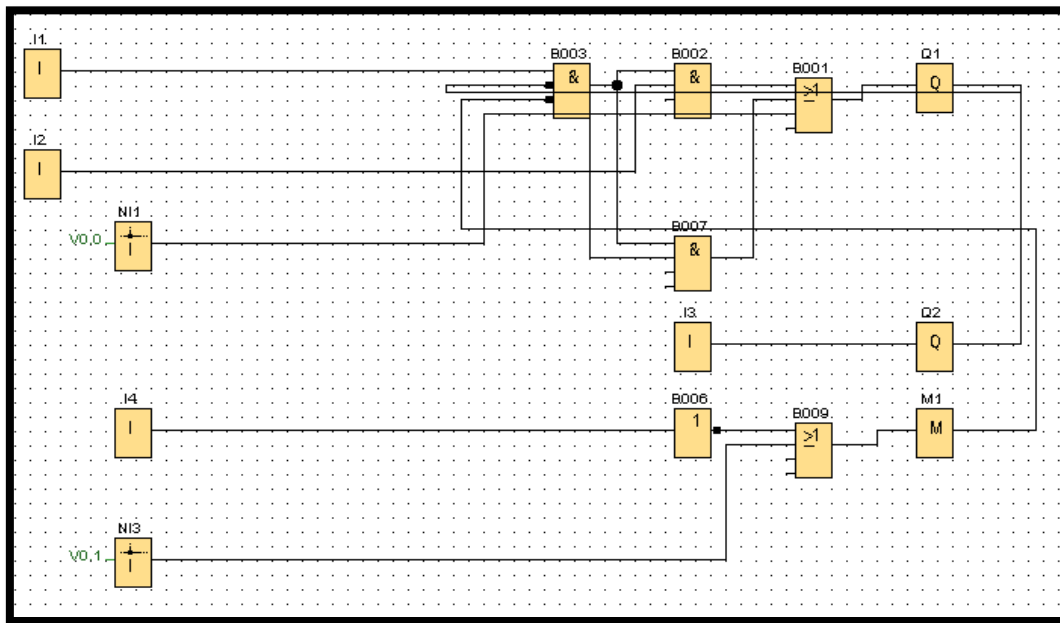 I1
I
B003
&
B002
&
B001
≥1
Q1
Q
I2
I
NI1
V0.0
I
B007
&
I3
I
Q2
Q
I4
I
B006
1
B009
≥1
M1
M
NI3
V0.1
I